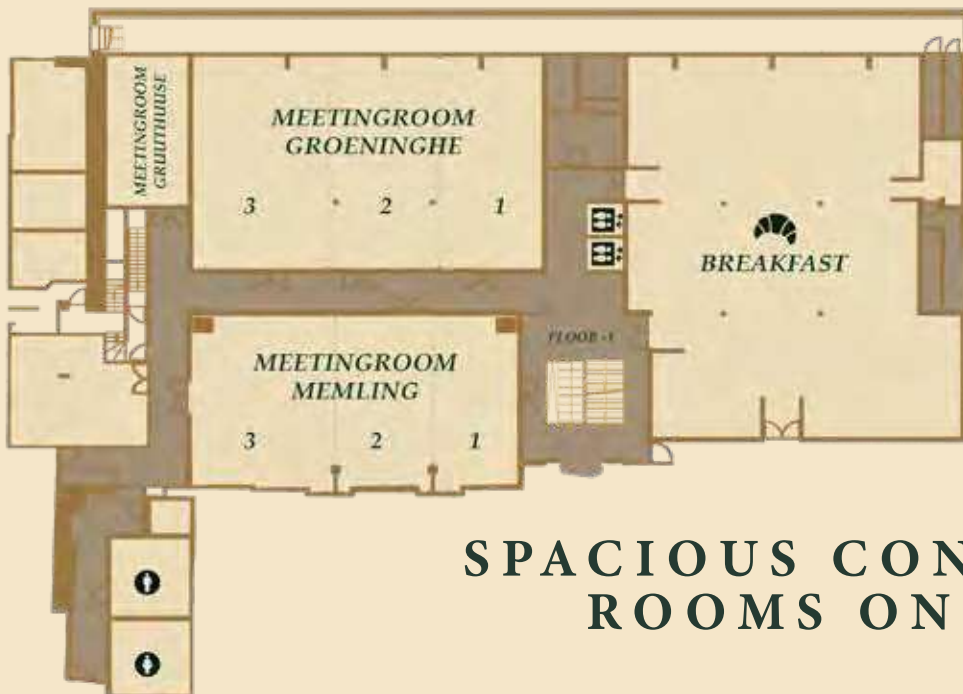 MEETINGROOM
GRUUTHUUSE
MEETINGROOM
GROENINGHE
3 2 1
BREAKFAST
FLOOR -1
MEETINGROOM
MEMLING
3 2 1
SPACIOUS CON
ROOMS ON